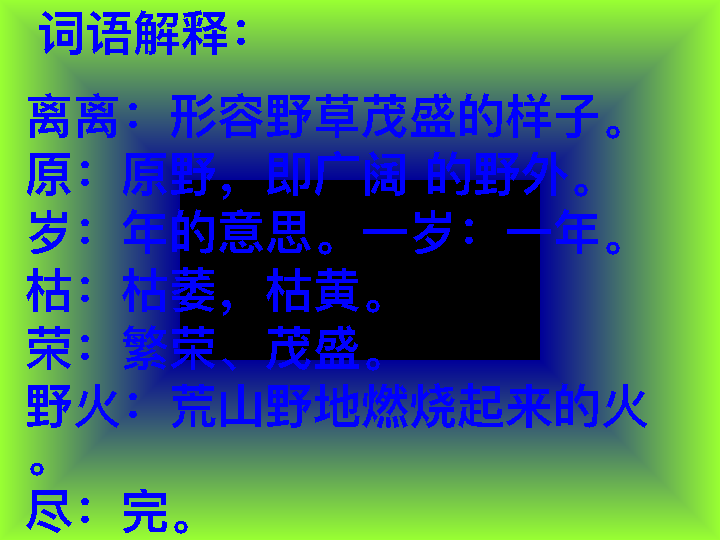 词语解释：
离离：形容野草茂盛的样子。
原：原野，即广阔 的野外。
岁：年的意思。一岁：一年。
枯：枯萎，枯黄。
荣：繁荣、茂盛。
野火：荒山野地燃烧起来的火
。
尽：完。